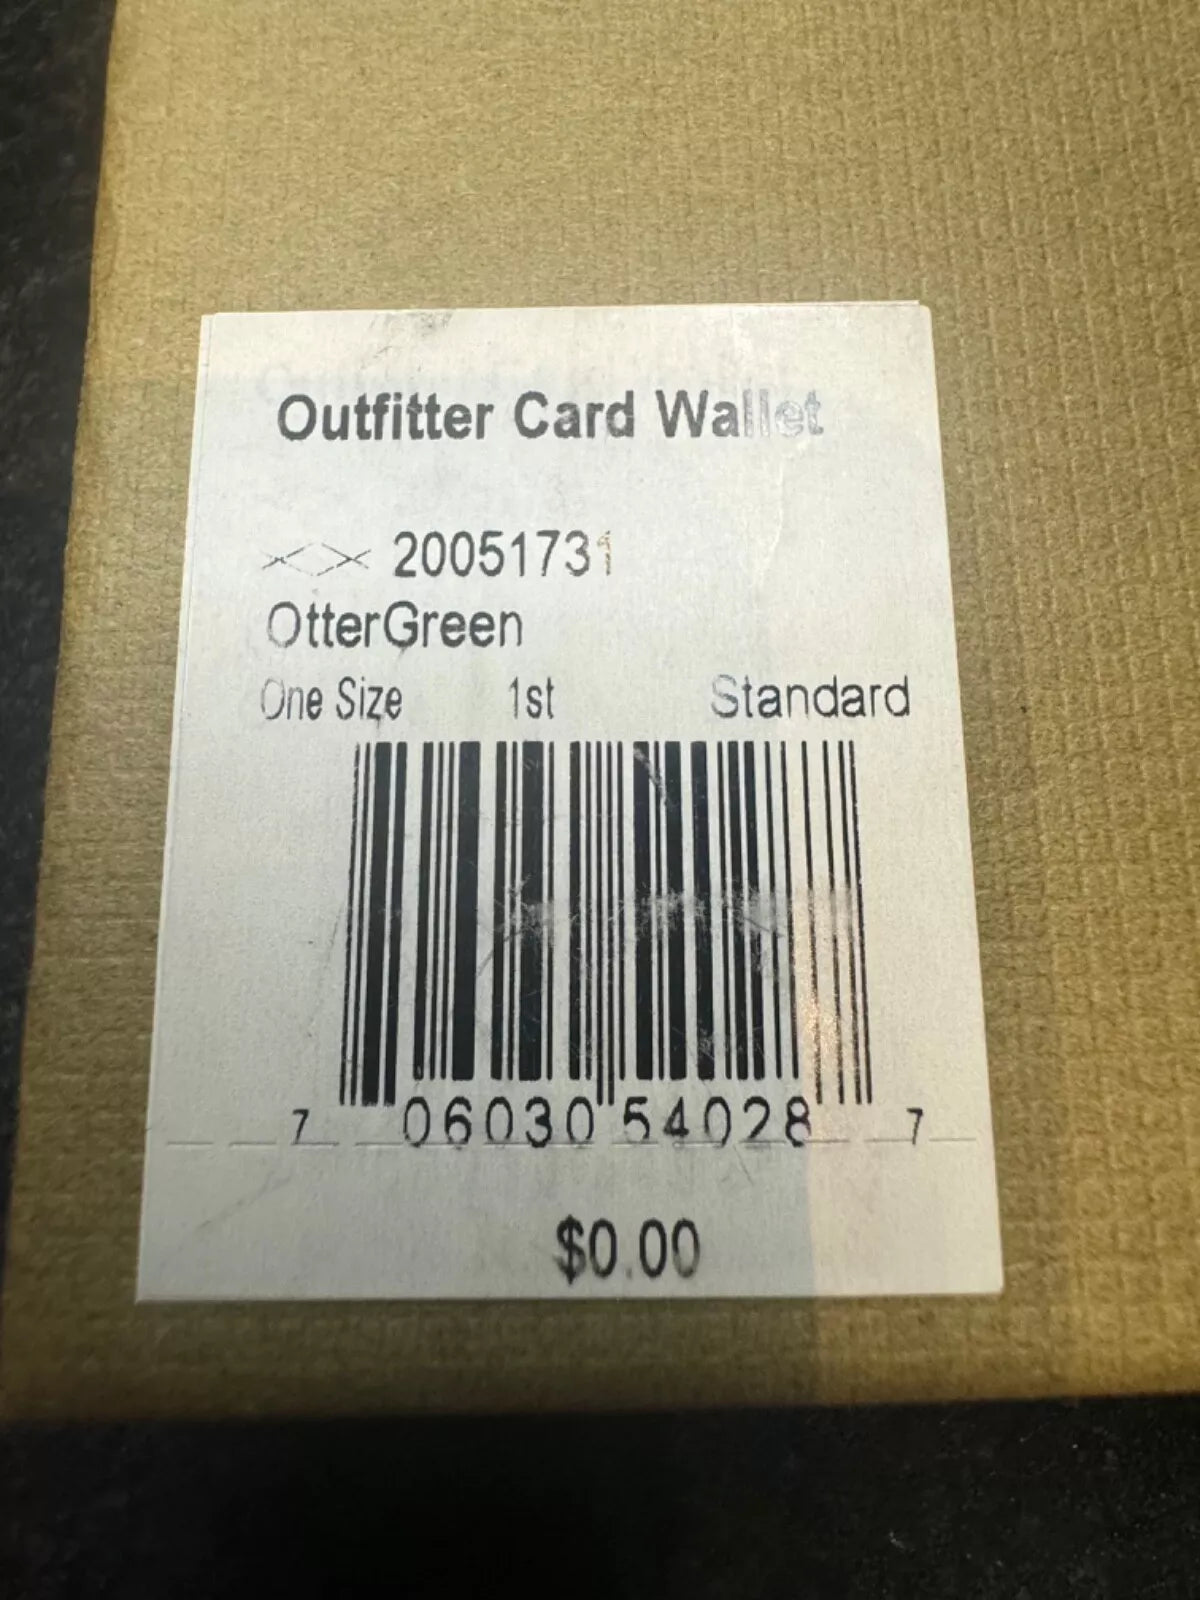 Outfitter Card Wallet
20051731
OtterGreen
One Size 1st Standard
7 06030 54028 7
$0.00